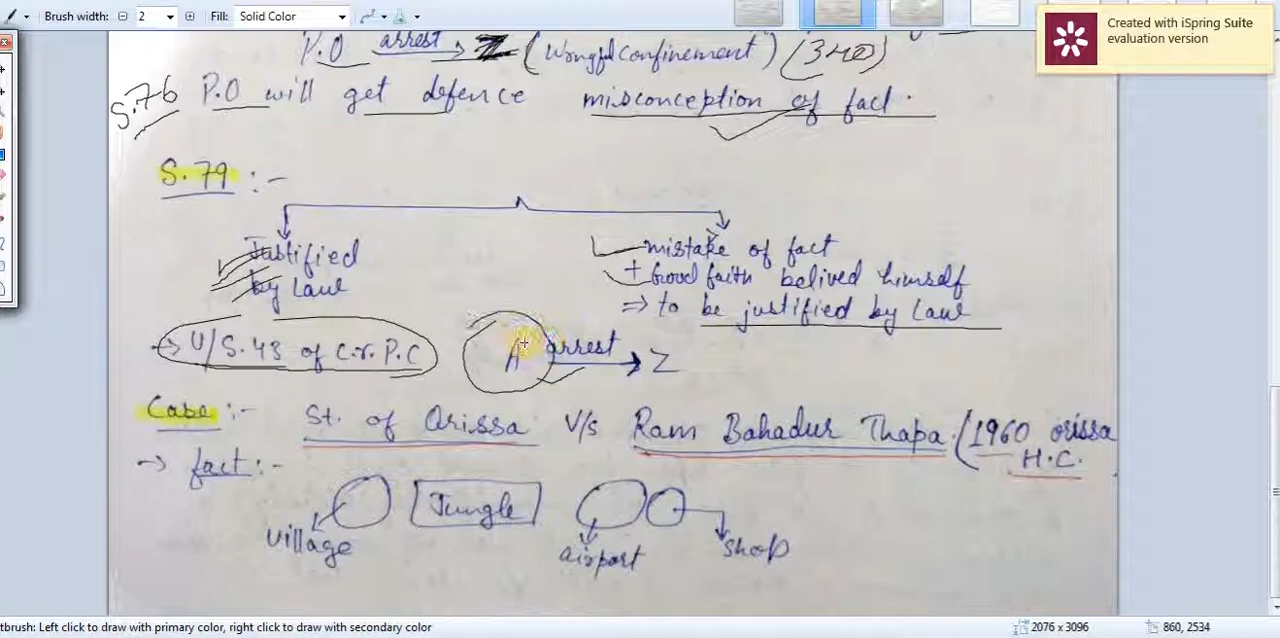 Brush width: 2 Fill: Solid Color
Created with iSpring Suite
evaluation version
P.O arrest Z (Wrongful confinement) (340)
S.76 P.O will get defence misconception of fact.
S.79 :-
Justified
by Law
mistake of fact
+ Good faith belived himself
=> to be justified by Law
→ U/S.43 of C.r.P.C
A arrest → Z
Case :- St. of Orissa V/s Ram Bahadur Thapa (1960 orissa
H.C.
→ fact :-
Jungle
village
airport
shop
tbrush: Left click to draw with primary color, right click to draw with secondary color
2076 x 3096
860, 2534